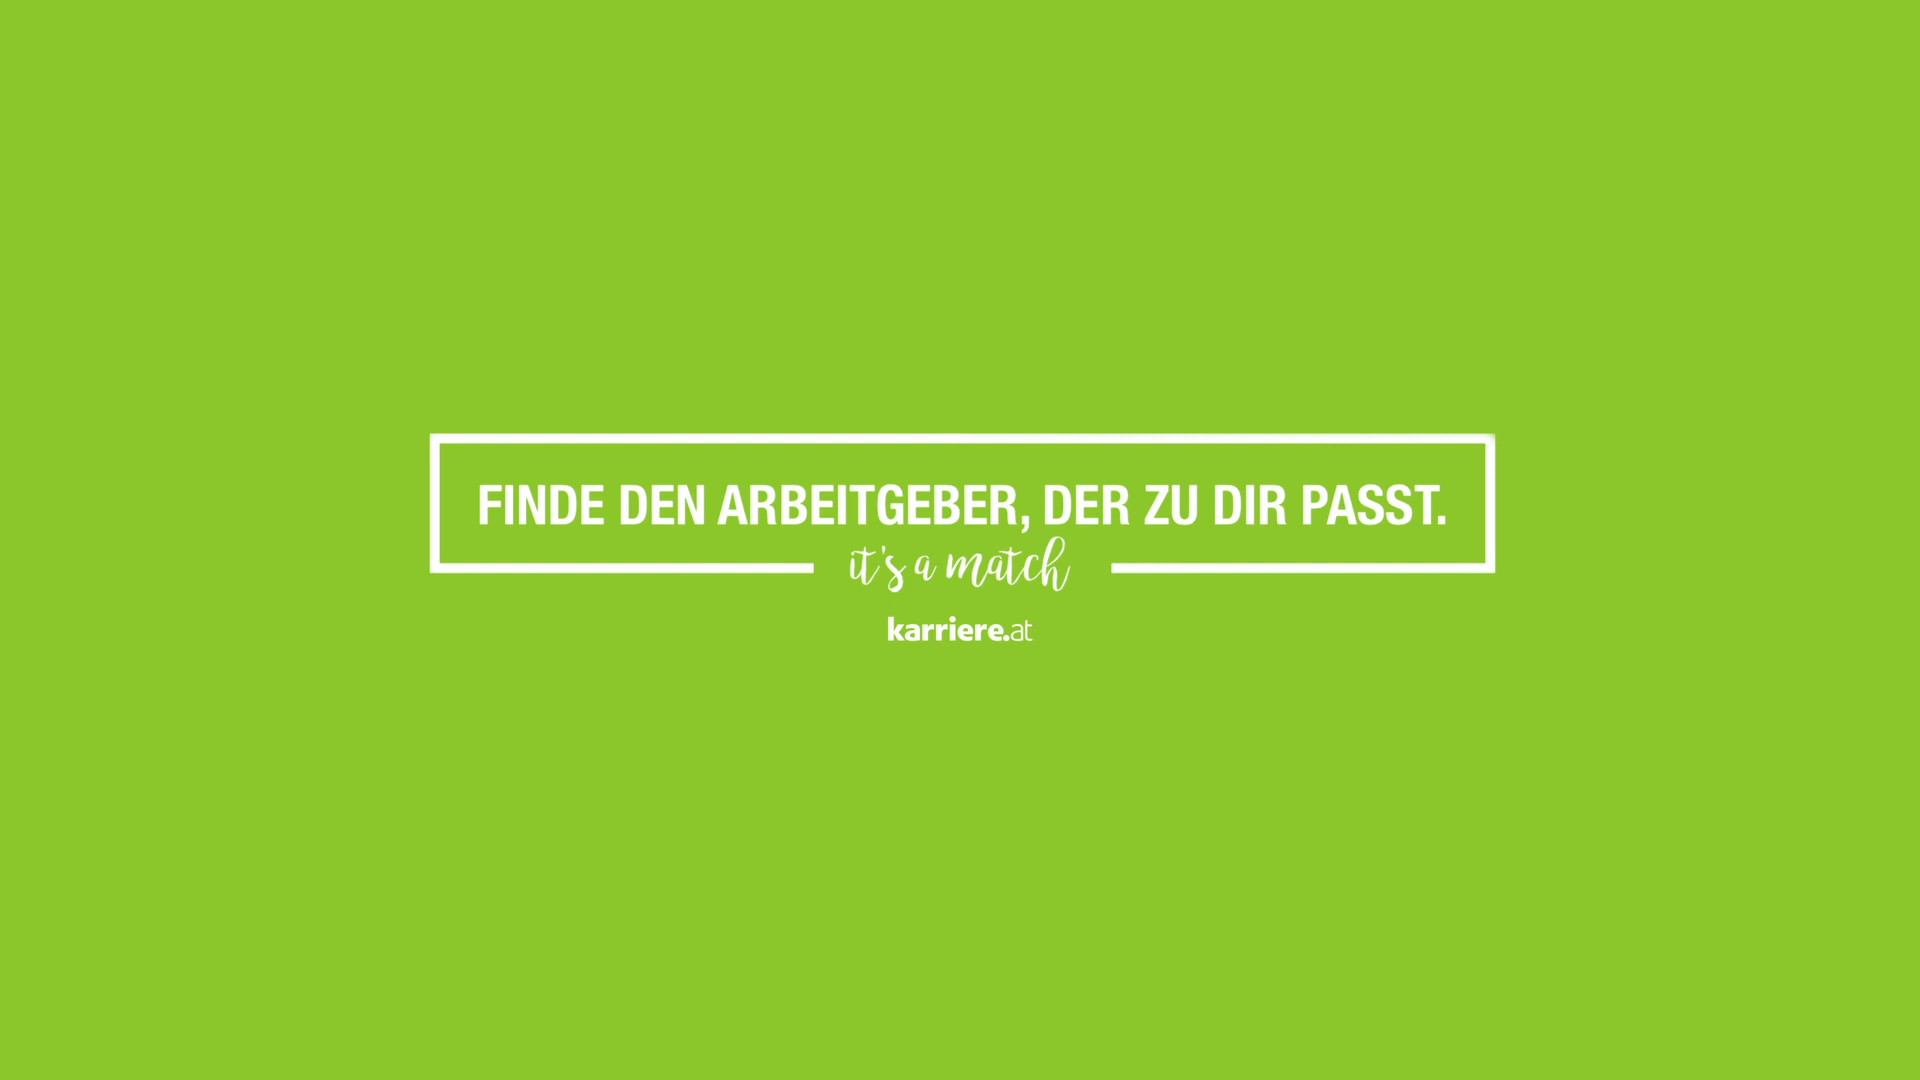 FINDE DEN ARBEITGEBER, DER ZU DIR PASST.
it's a match
karriere.at